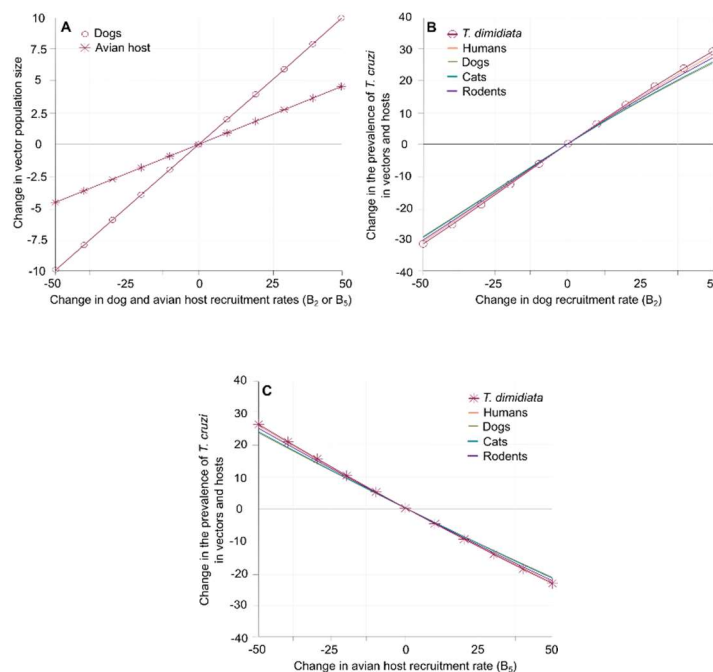 A
Dogs
Avian host
Change in vector population size
10
7.5
5
2.5
0
-2.5
-5
-7.5
-10
-50
-25
0
25
50
Change in dog and avian host recruitment rates (B2 or B5)
B
T. dimidiata
Humans
Dogs
Cats
Rodents
Change in the prevalence of T. cruzi
in vectors and hosts
40
30
20
10
0
-10
-20
-30
-40
-50
-25
0
25
50
Change in dog recruitment rate (B2)
C
T. dimidiata
Humans
Dogs
Cats
Rodents
Change in the prevalence of T. cruzi
in vectors and hosts
40
30
20
10
0
-10
-20
-30
-40
-50
-25
0
25
50
Change in avian host recruitment rate (B5)